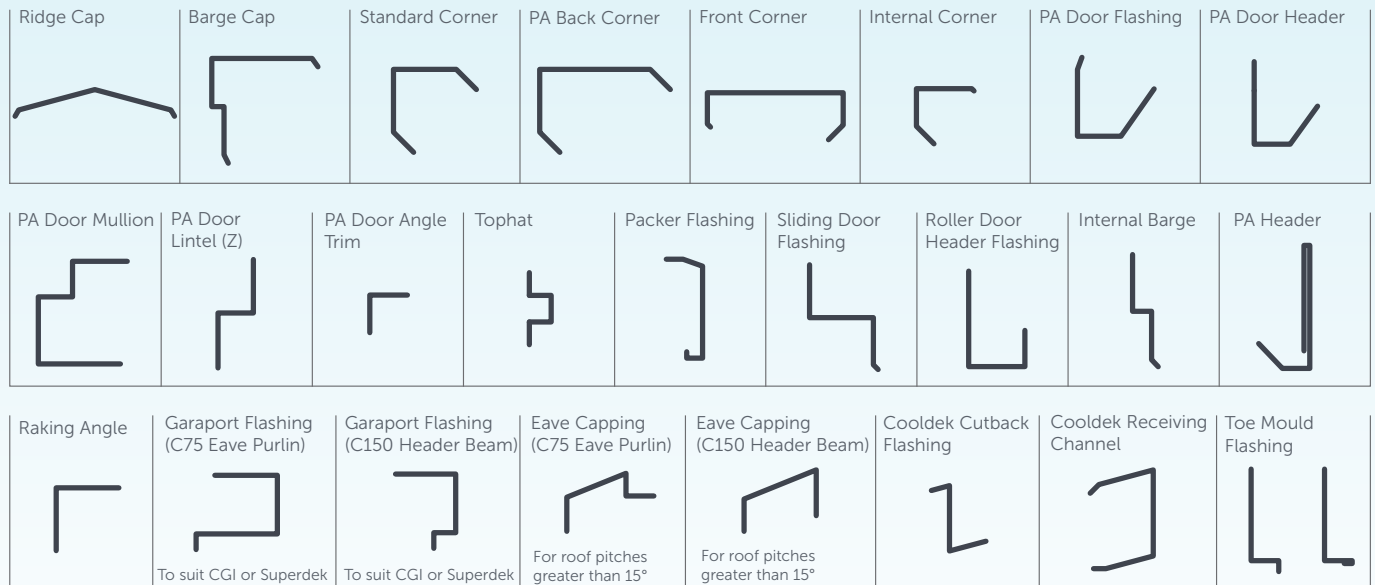 Ridge Cap
Barge Cap
Standard Corner
PA Back Corner
Front Corner
Internal Corner
PA Door Flashing
PA Door Header
PA Door Mullion
PA Door
Lintel (Z)
PA Door Angle
Trim
Tophat
Packer Flashing
Sliding Door
Flashing
Roller Door
Header Flashing
Internal Barge
PA Header
Raking Angle
Garaport Flashing
(C75 Eave Purlin)
To suit CGI or Superdek
Garaport Flashing
(C150 Header Beam)
To suit CGI or Superdek
Eave Capping
(C75 Eave Purlin)
For roof pitches
greater than 15°
Eave Capping
(C150 Header Beam)
For roof pitches
greater than 15°
Cooldek Cutback
Flashing
Cooldek Receiving
Channel
Toe Mould
Flashing